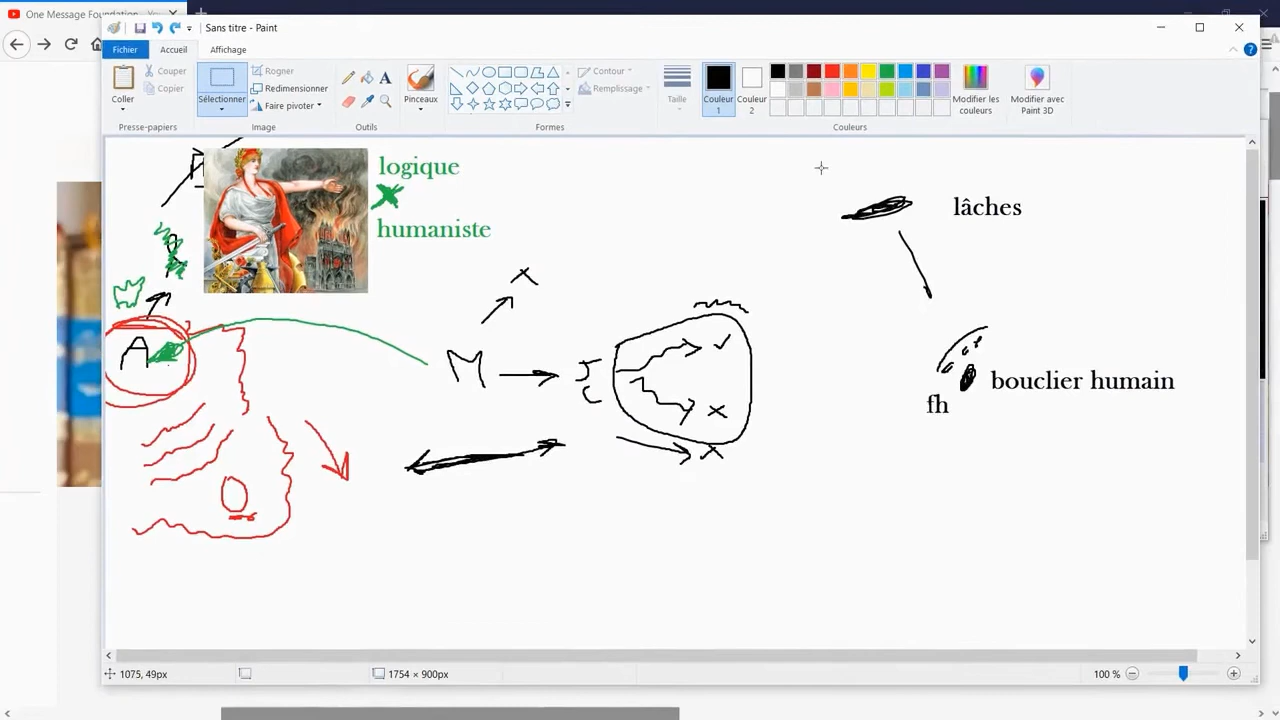 One Message Foundation - You
Sans titre - Paint
Fichier
Accueil
Affichage
Coller
Couper
Copier
Presse-papiers
Sélectionner
Rogner
Redimensionner
Faire pivoter
Image
A
Outils
Pinceaux
Contour
Remplissage
Formes
Taille
Couleur 1
Couleur 2
Modifier les couleurs
Modifier avec Paint 3D
Couleurs
logique
humaniste
lâches
A
M
J
C
bouclier humain
fh
1075, 49px
1754 × 900px
100 %